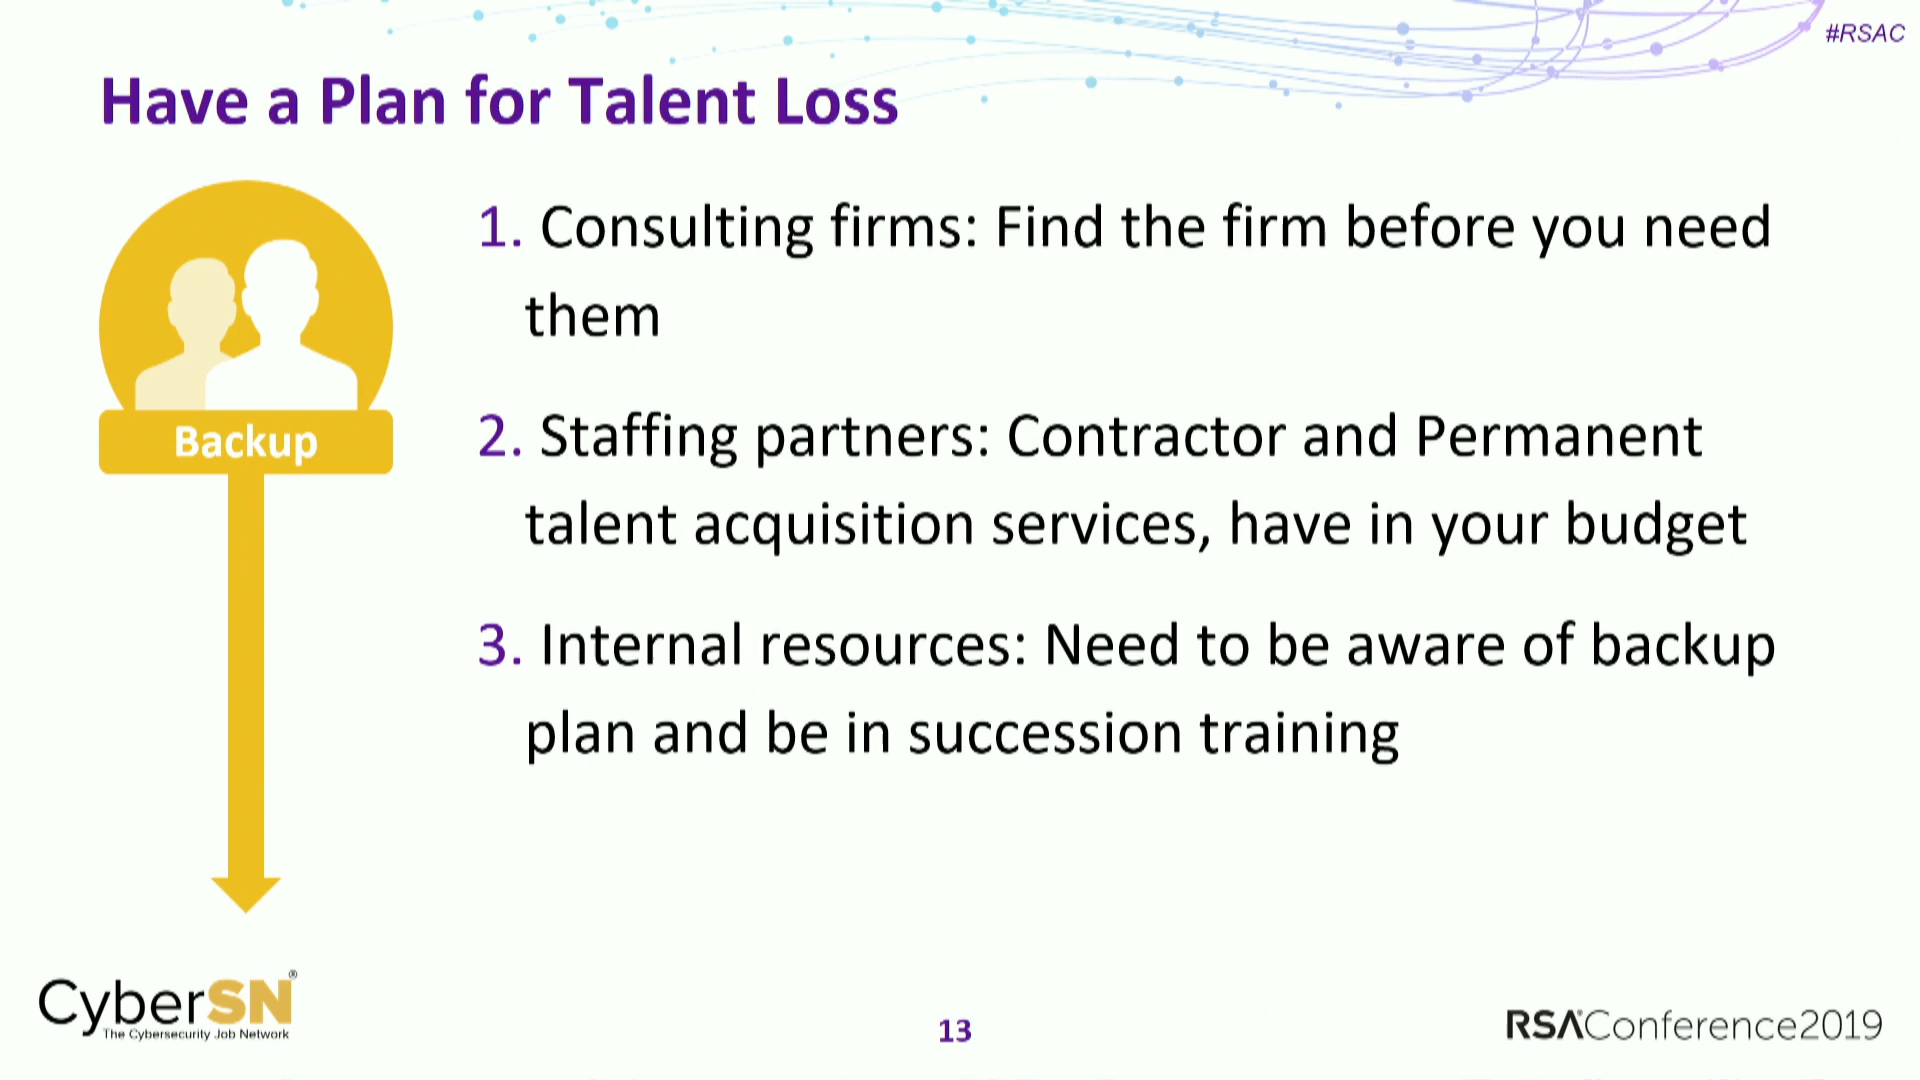 #RSAC
Have a Plan for Talent Loss
Backup
1. Consulting firms: Find the firm before you need
them
2. Staffing partners: Contractor and Permanent
talent acquisition services, have in your budget
3. Internal resources: Need to be aware of backup
plan and be in succession training
CyberSN®
The Cybersecurity Job Network
13
RSAConference2019